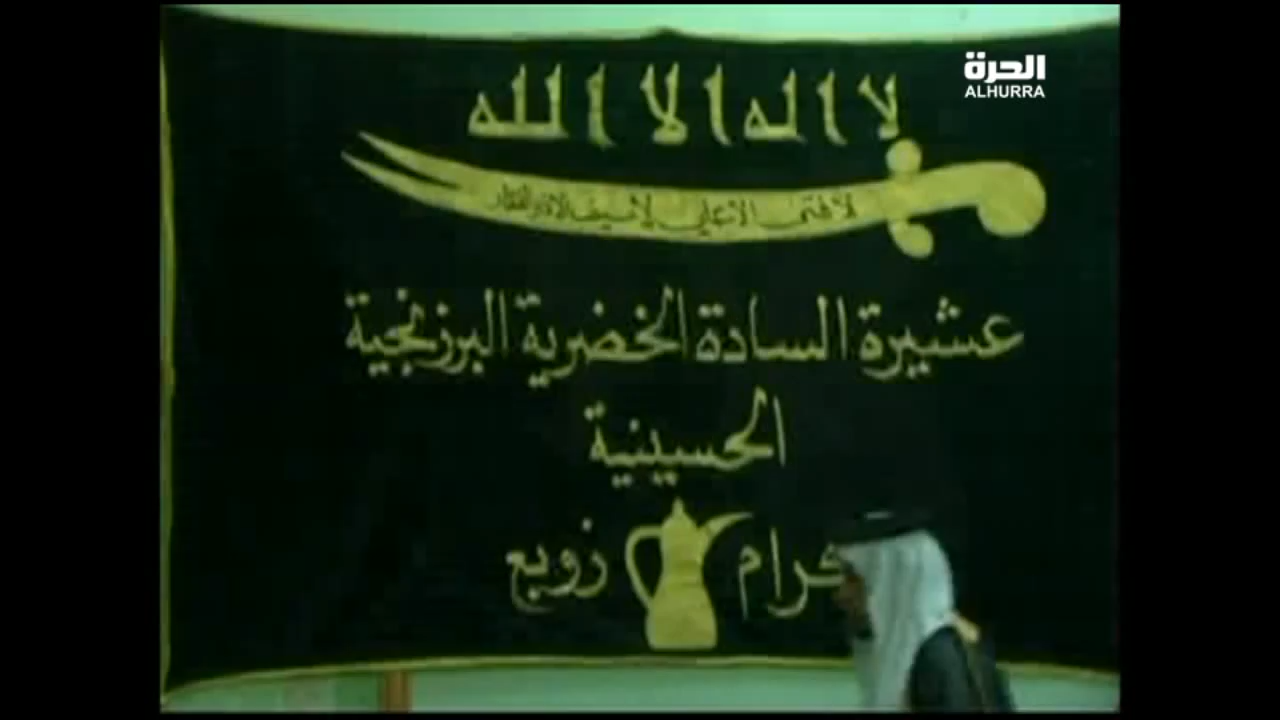 الحرة
ALHURRA
لا اله الا الله
لا فتى الا علي لا سيف الا ذو الفقار
عشيرة السادة الخضرية البرزنجية
الحسينية
زوبع